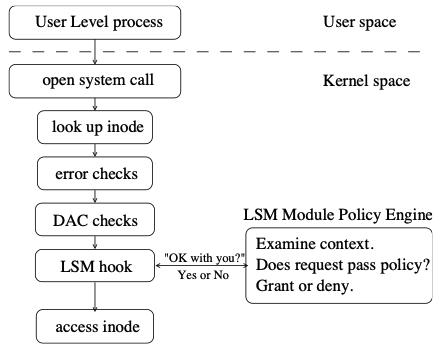 User Level process
User space
open system call
Kernel space
look up inode
error checks
DAC checks
LSM Module Policy Engine
LSM hook
"OK with you?"
Yes or No
Examine context.
Does request pass policy?
Grant or deny.
access inode